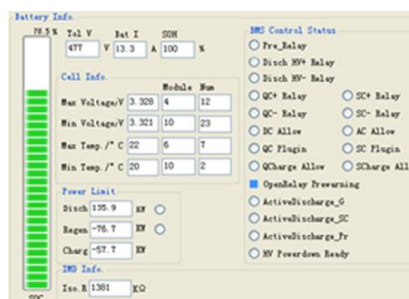 Battery Info.
78.5 % Tol V Bat I SOH
477 V 13.3 A 100 %
Cell Info.
Module Num
Max Voltage/V 3.328 4 12
Min Voltage/V 3.321 10 23
Max Temp./° C 22 6 7
Min Temp./° C 20 10 2
Power Limit
Disch 135.9 KW
Regen -76.7 KW
Charg -57.7 KW
IMD Info.
Iso.R 1381 KΩ
SOC
BMS Control Status
Pre_Relay
Disch HV+ Relay
Disch HV- Relay
QC+ Relay SC+ Relay
QC- Relay SC- Relay
DC Allow AC Allow
QC Plugin SC Plugin
QCharge Allow SCharge All
OpenRelay Prewarning
ActiveDischarge_G
ActiveDischarge_SC
ActiveDischarge_Pr
HV Powerdown Ready